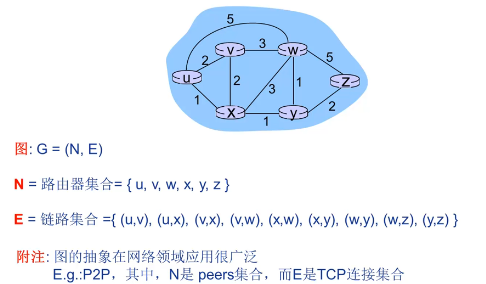 5
v
3
w
5
2
u
2
3
1
z
1
x
1
y
2
图: G = (N, E)
N = 路由器集合= { u, v, w, x, y, z }
E = 链路集合 ={ (u,v), (u,x), (v,x), (v,w), (x,w), (x,y), (w,y), (w,z), (y,z) }
附注: 图的抽象在网络领域应用很广泛
E.g.:P2P，其中，N是 peers集合，而E是TCP连接集合